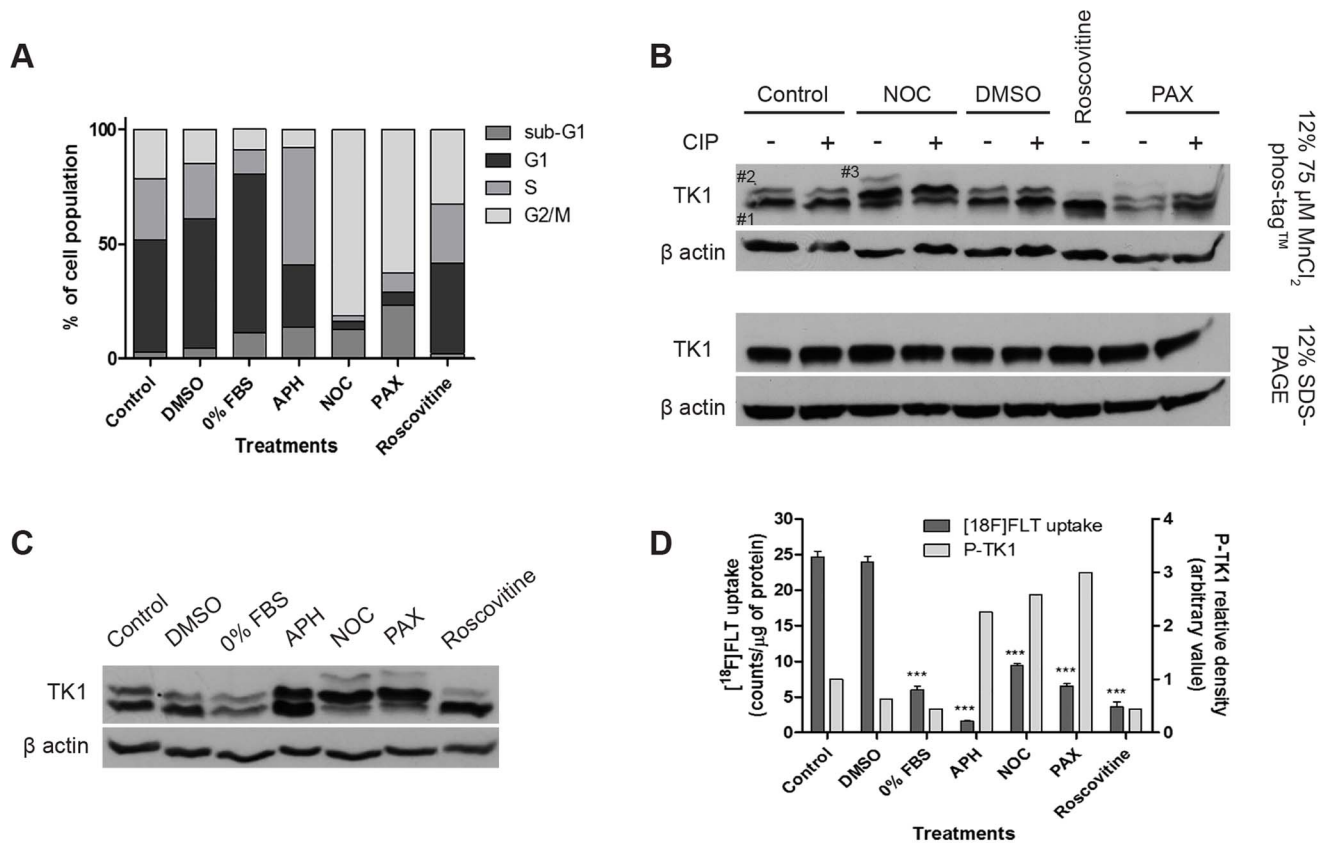 A
% of cell population
100
50
0
sub-G1
G1
S
G2/M
Control
DMSO
0% FBS
APH
NOC
PAX
Roscovitine
Treatments
B
Control
NOC
DMSO
Roscovitine
PAX
CIP
- + - + - + - - +
TK1
#2
#1
#3
β actin
12% 75 µM MnCl2
phos-tag™
TK1
β actin
12% SDS-
PAGE
C
Control
DMSO
0% FBS
APH
NOC
PAX
Roscovitine
TK1
β actin
D
[18F]FLT uptake
(counts/µg of protein)
30
25
20
15
10
5
0
[18F]FLT uptake
P-TK1
***
***
***
***
***
4
3
2
1
0
P-TK1 relative density
(arbitrary value)
Control
DMSO
0% FBS
APH
NOC
PAX
Roscovitine
Treatments